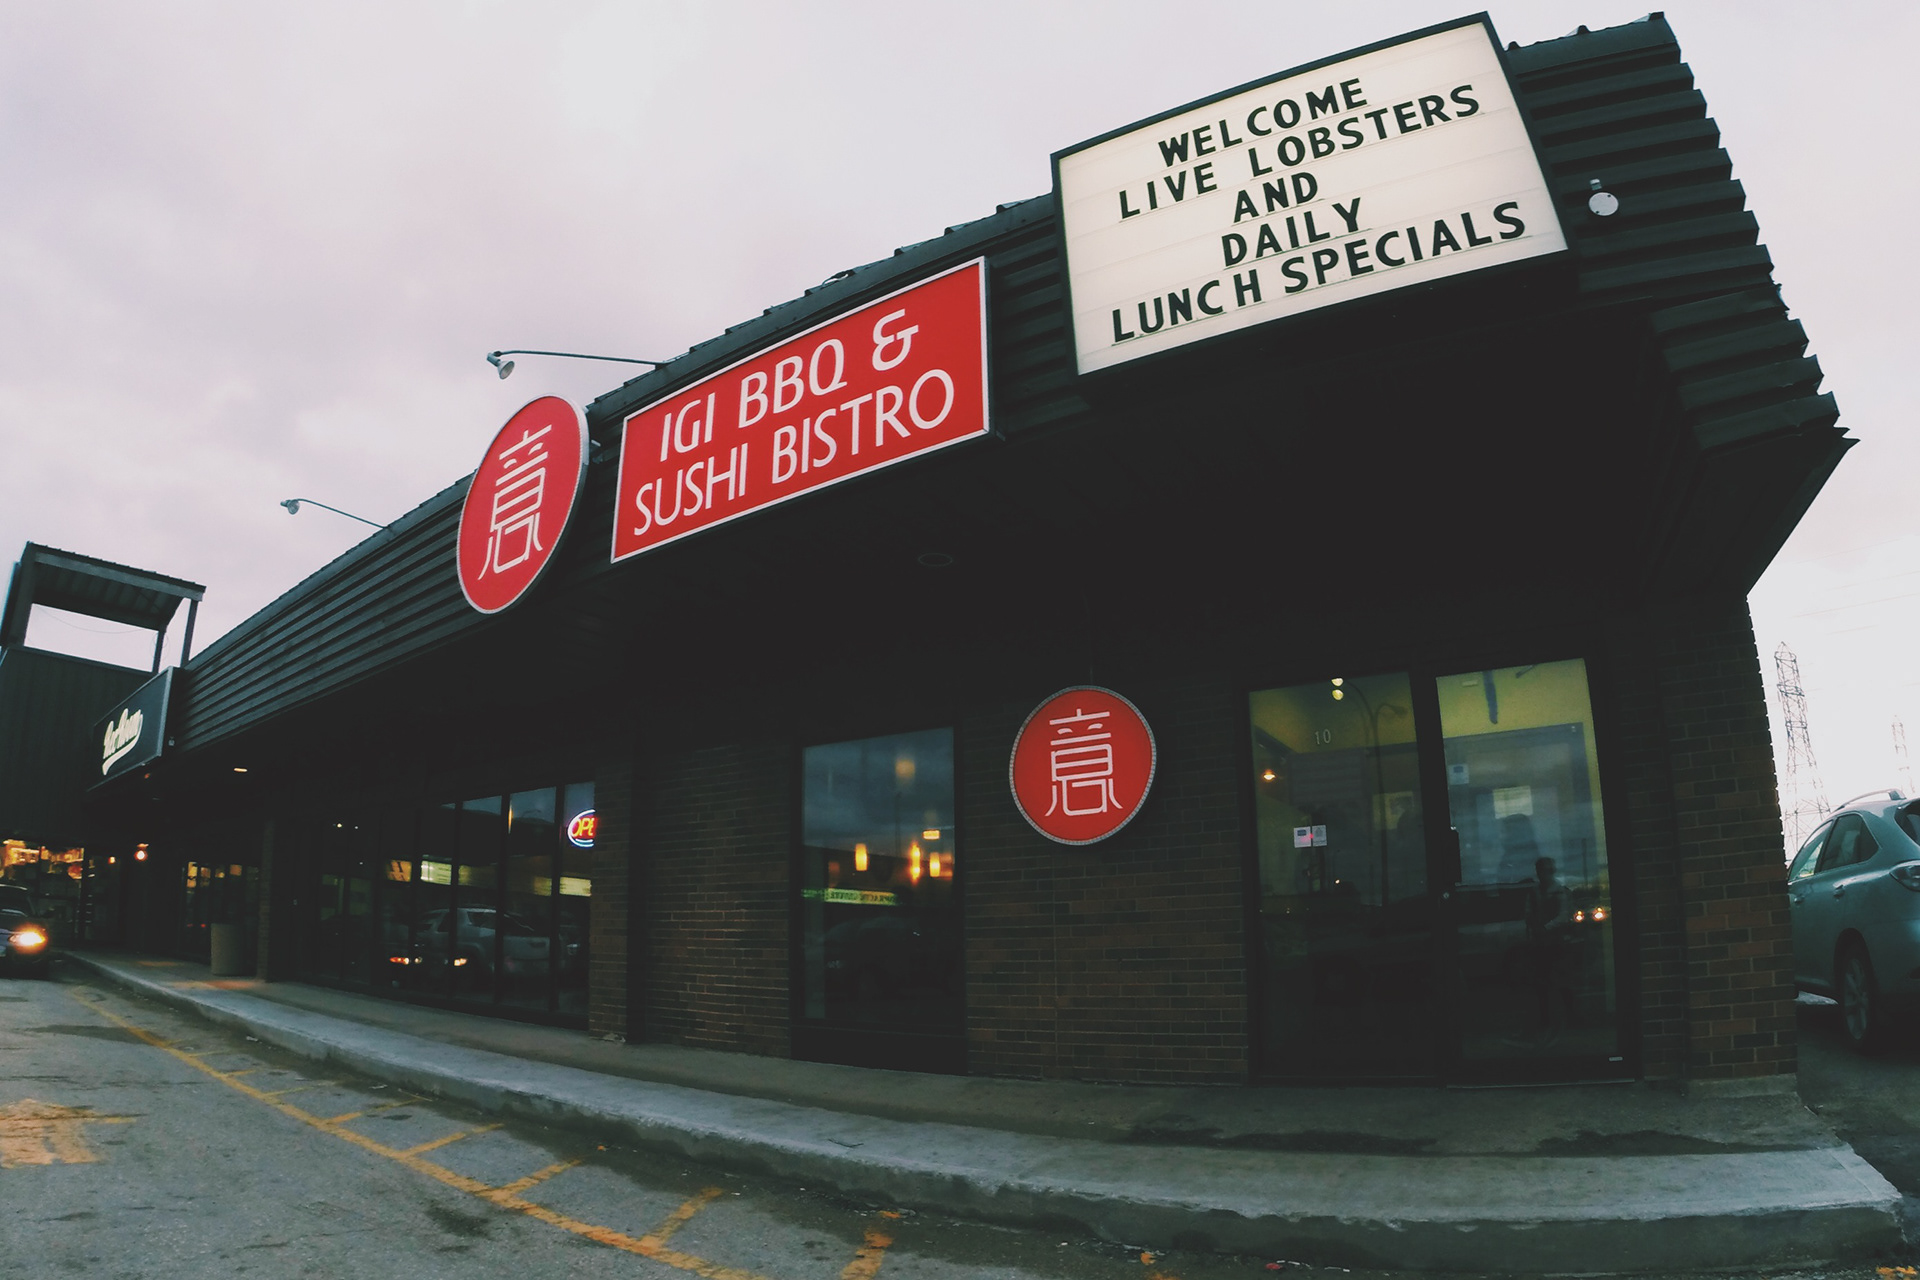 WELCOME
LIVE LOBSTERS
AND
DAILY
LUNCH SPECIALS
IGI BBQ &
SUSHI BISTRO
意
意
10